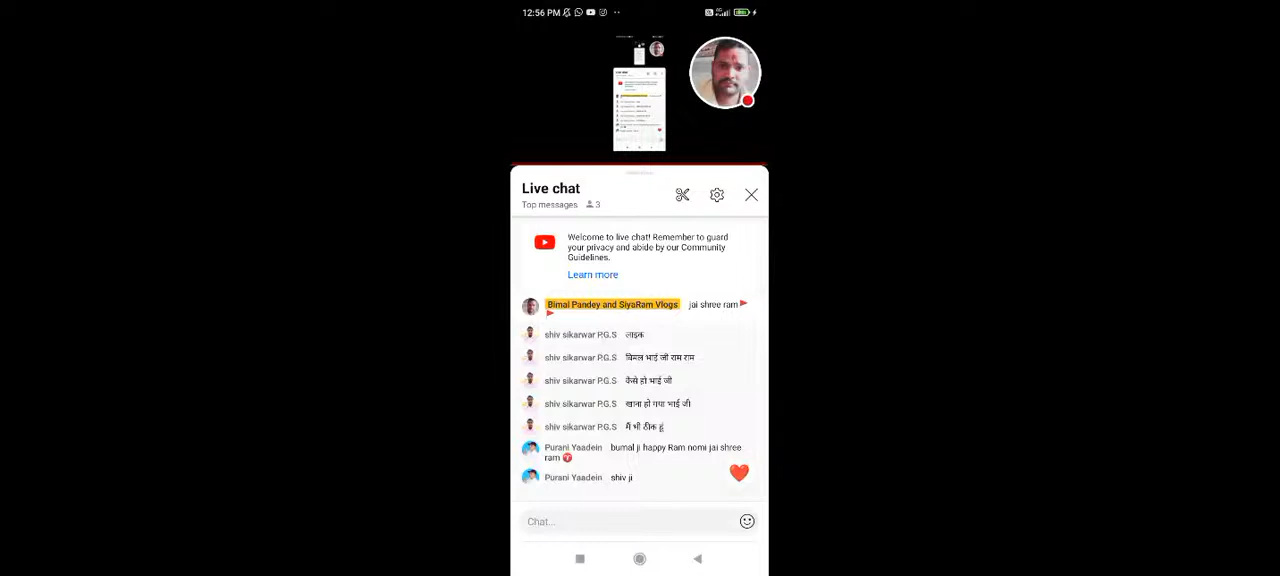 12:56 PM
Live chat
Top messages 3
Welcome to live chat! Remember to guard
your privacy and abide by our Community
Guidelines.
Learn more
Bimal Pandey and SiyaRam Vlogs jai shree ram🚩
🚩
shiv sikarwar P.G.S लाइक
shiv sikarwar P.G.S विमल भाई जी राम राम
shiv sikarwar P.G.S कैसे हो भाई जी
shiv sikarwar P.G.S खाना हो गया भाई जी
shiv sikarwar P.G.S मैं भी ठीक हूं
Purani Yaadein bumal ji happy Ram nomi jai shree
ram
Purani Yaadein shiv ji
Chat...